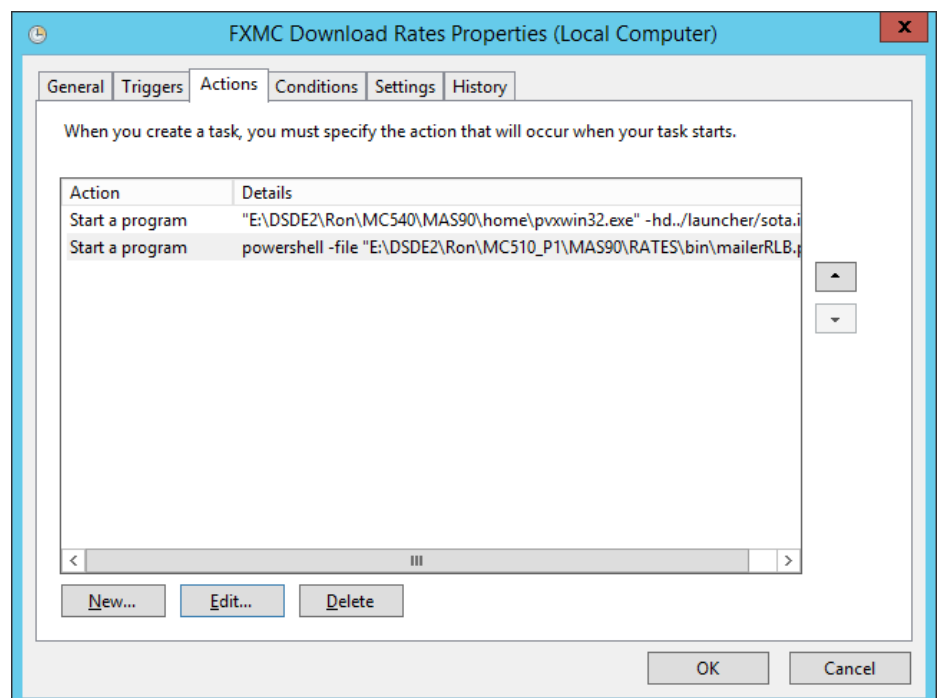 FXMC Download Rates Properties (Local Computer)
x
General Triggers Actions Conditions Settings History
When you create a task, you must specify the action that will occur when your task starts.
Action Details
Start a program "E:\DSDE2\Ron\MC540\MAS90\home\pvxwin32.exe" -hd../launcher/sota.i
Start a program powershell -file "E:\DSDE2\Ron\MC510_P1\MAS90\RATES\bin\mailerRLB.p
New... Edit... Delete
OK Cancel